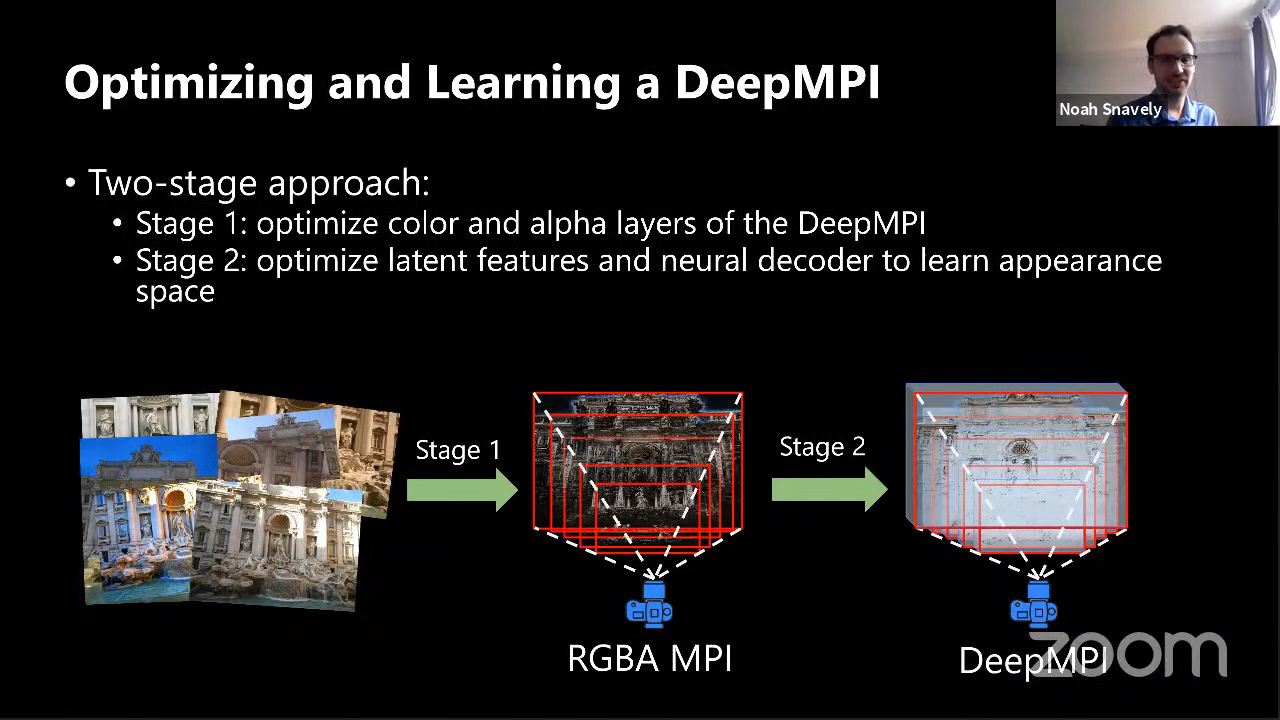 Optimizing and Learning a DeepMPI
Noah Snavely
• Two-stage approach:
• Stage 1: optimize color and alpha layers of the DeepMPI
• Stage 2: optimize latent features and neural decoder to learn appearance
space
Stage 1
Stage 2
RGBA MPI
DeepMPI
zoom